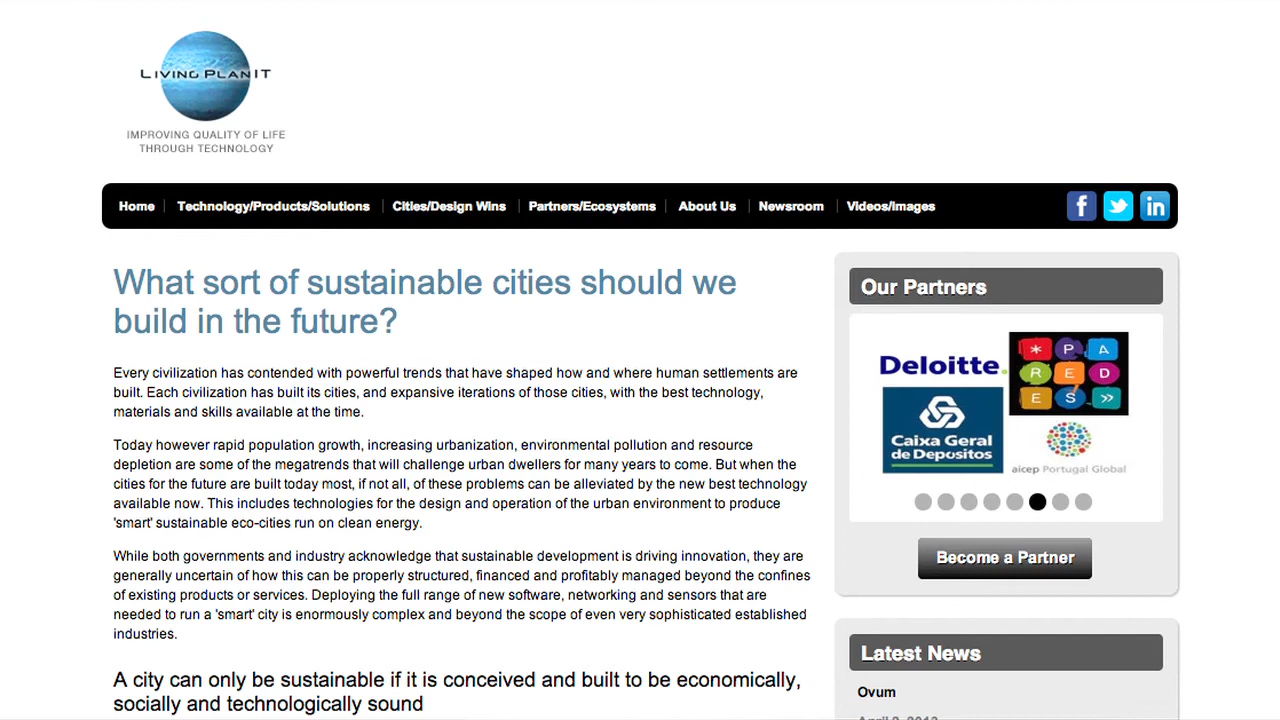 LIVING PLANIT
IMPROVING QUALITY OF LIFE
THROUGH TECHNOLOGY
Home
Technology/Products/Solutions
Cities/Design Wins
Partners/Ecosystems
About Us
Newsroom
Videos/Images
What sort of sustainable cities should we
build in the future?
Every civilization has contended with powerful trends that have shaped how and where human settlements are
built. Each civilization has built its cities, and expansive iterations of those cities, with the best technology,
materials and skills available at the time.
Today however rapid population growth, increasing urbanization, environmental pollution and resource
depletion are some of the megatrends that will challenge urban dwellers for many years to come. But when the
cities for the future are built today most, if not all, of these problems can be alleviated by the new best technology
available now. This includes technologies for the design and operation of the urban environment to produce
'smart' sustainable eco-cities run on clean energy.
While both governments and industry acknowledge that sustainable development is driving innovation, they are
generally uncertain of how this can be properly structured, financed and profitably managed beyond the confines
of existing products or services. Deploying the full range of new software, networking and sensors that are
needed to run a 'smart' city is enormously complex and beyond the scope of even very sophisticated established
industries.
A city can only be sustainable if it is conceived and built to be economically,
socially and technologically sound
Our Partners
Deloitte.
* P A
R E D
E S »
Caixa Geral
de Depositos
aicep Portugal Global
Become a Partner
Latest News
Ovum